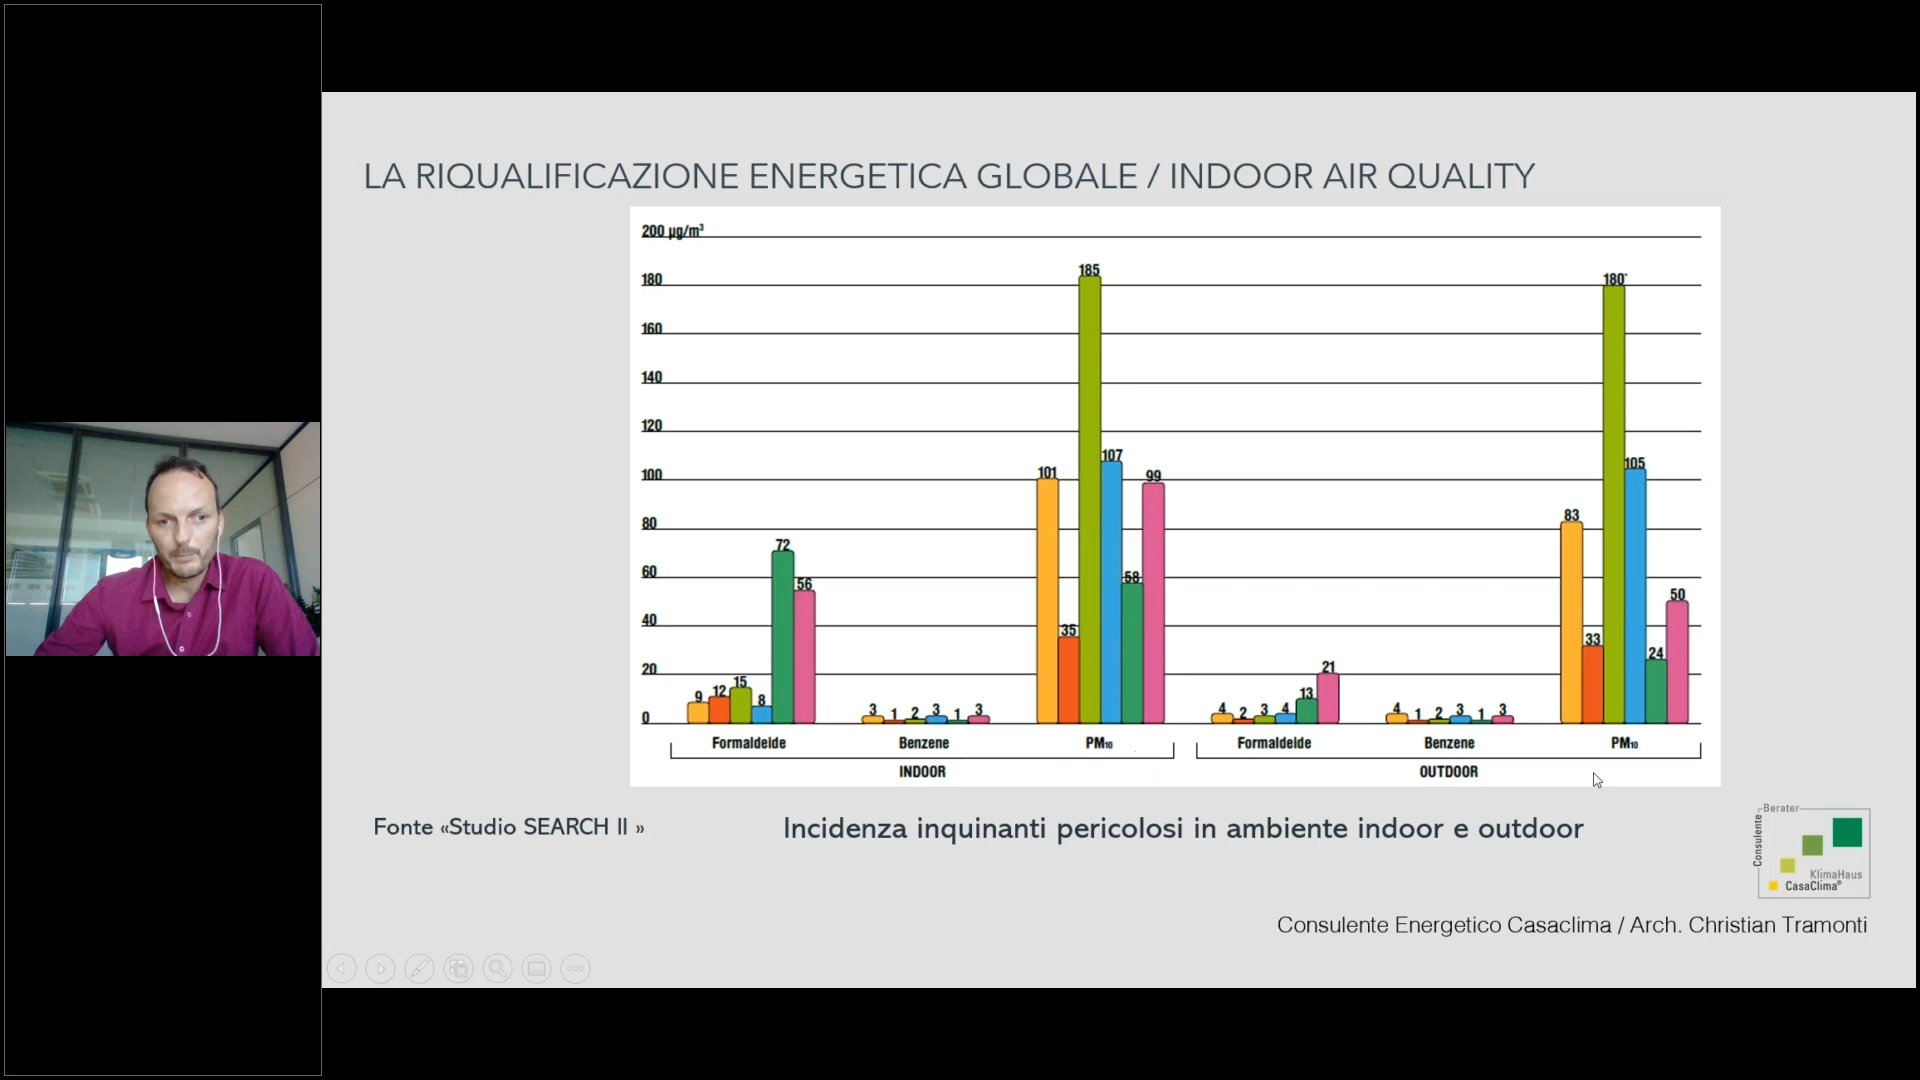 LA RIQUALIFICAZIONE ENERGETICA GLOBALE / INDOOR AIR QUALITY
200 µg/m³
180
160
140
120
100
80
60
40
20
0
9 12 15 8 72 56
3 1 2 3 1 3
101 35 185 107 58 99
4 2 3 4 13 21
4 1 2 3 1 3
83 33 180* 105 24 50
Formaldeide Benzene PM₁₀ Formaldeide Benzene PM₁₀
INDOOR OUTDOOR
Fonte «Studio SEARCH II »
Incidenza inquinanti pericolosi in ambiente indoor e outdoor
Berater
Consulente
KlimaHaus
CasaClima®
Consulente Energetico Casaclima / Arch. Christian Tramonti